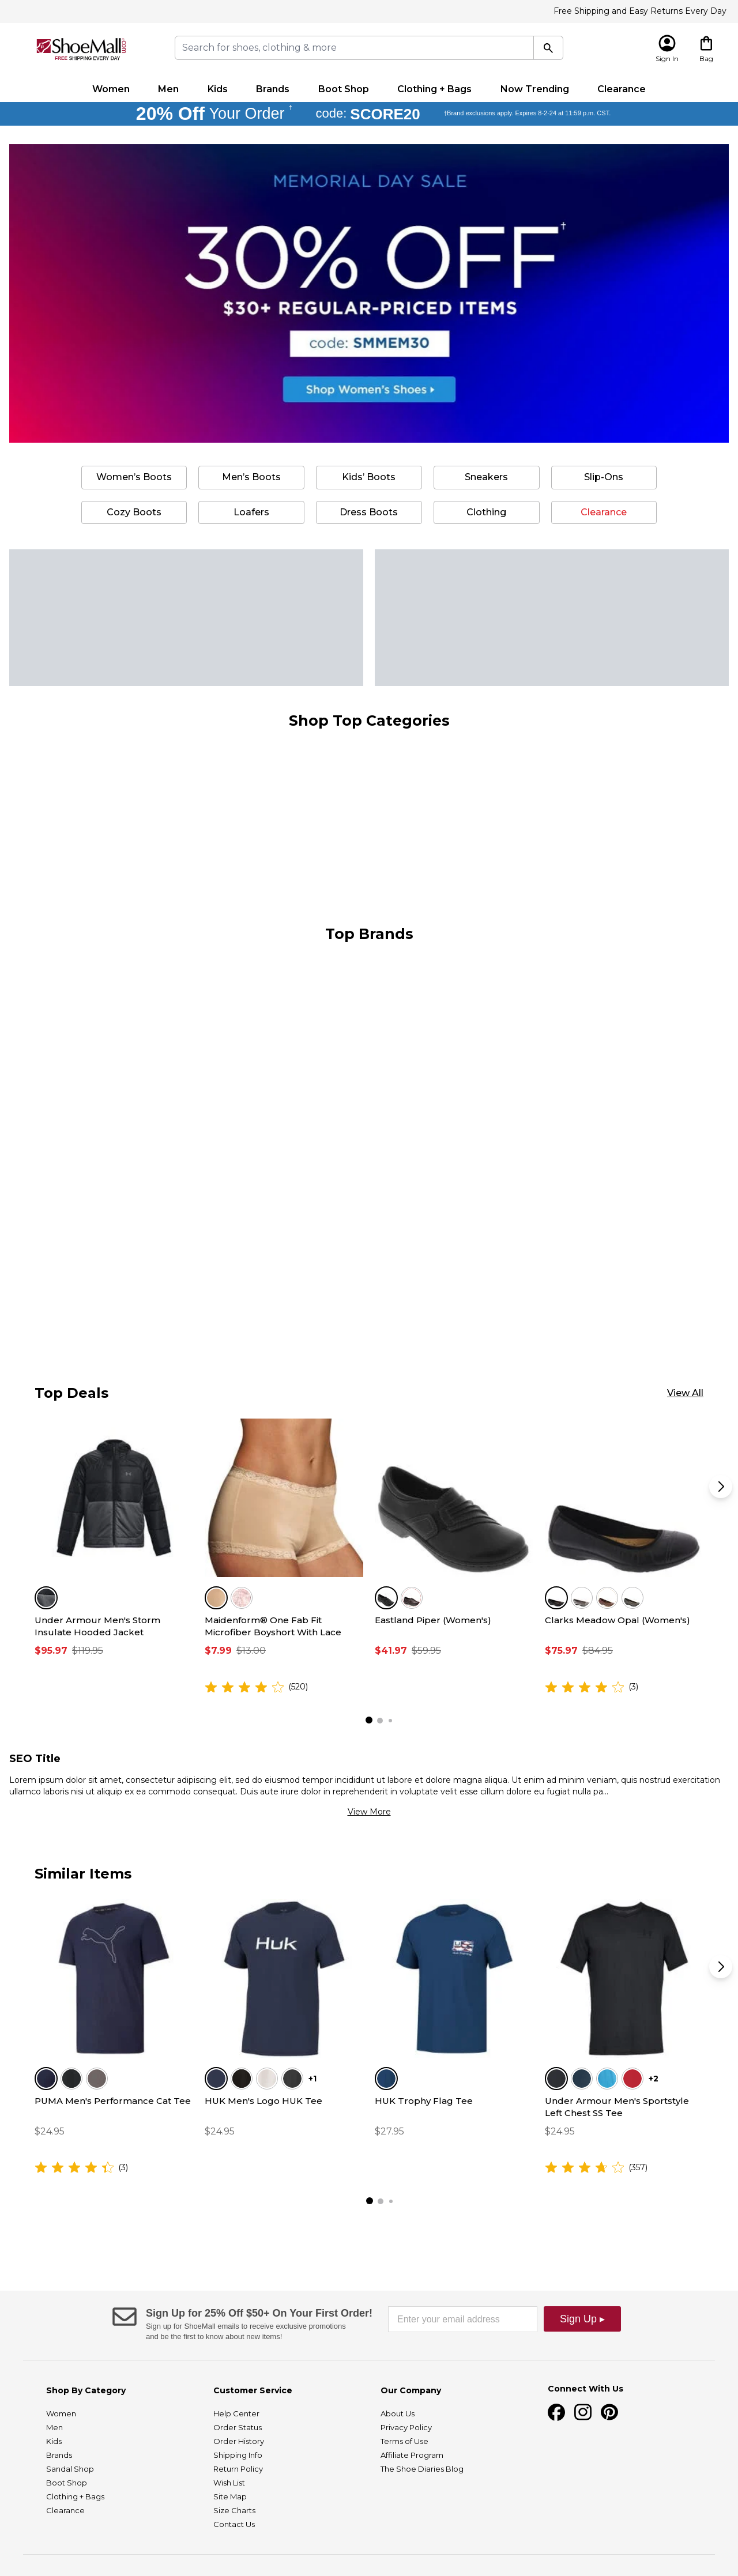 Free Shipping and Easy Returns Every Day
ShoeMall
FREE SHIPPING EVERY DAY
Search for shoes, clothing & more
Sign In
Bag
Women Men Kids Brands Boot Shop Clothing + Bags Now Trending Clearance
20% Off Your Order † code: SCORE20 †Brand exclusions apply. Expires 8-2-24 at 11:59 p.m. CST.
MEMORIAL DAY SALE
30% OFF†
$30+ REGULAR-PRICED ITEMS
code: SMMEM30
Shop Women's Shoes ▸
Women's Boots Men's Boots Kids' Boots Sneakers Slip-Ons
Cozy Boots Loafers Dress Boots Clothing Clearance
Shop Top Categories
Top Brands
Top Deals
View All
Under Armour Men's Storm
Insulate Hooded Jacket
$95.97 $119.95
Maidenform® One Fab Fit
Microfiber Boyshort With Lace
$7.99 $13.00
(520)
Eastland Piper (Women's)
$41.97 $59.95
Clarks Meadow Opal (Women's)
$75.97 $84.95
(3)
SEO Title
Lorem ipsum dolor sit amet, consectetur adipiscing elit, sed do eiusmod tempor incididunt ut labore et dolore magna aliqua. Ut enim ad minim veniam, quis nostrud exercitation
ullamco laboris nisi ut aliquip ex ea commodo consequat. Duis aute irure dolor in reprehenderit in voluptate velit esse cillum dolore eu fugiat nulla pa...
View More
Similar Items
Huk
PUMA Men's Performance Cat Tee
$24.95
(3)
+1
HUK Men's Logo HUK Tee
$24.95
HUK Trophy Flag Tee
$27.95
+2
Under Armour Men's Sportstyle
Left Chest SS Tee
$24.95
(357)
Sign Up for 25% Off $50+ On Your First Order!
Sign up for ShoeMall emails to receive exclusive promotions
and be the first to know about new items!
Enter your email address
Sign Up ▸
Shop By Category
Women
Men
Kids
Brands
Sandal Shop
Boot Shop
Clothing + Bags
Clearance
Customer Service
Help Center
Order Status
Order History
Shipping Info
Return Policy
Wish List
Site Map
Size Charts
Contact Us
Our Company
About Us
Privacy Policy
Terms of Use
Affiliate Program
The Shoe Diaries Blog
Connect With Us